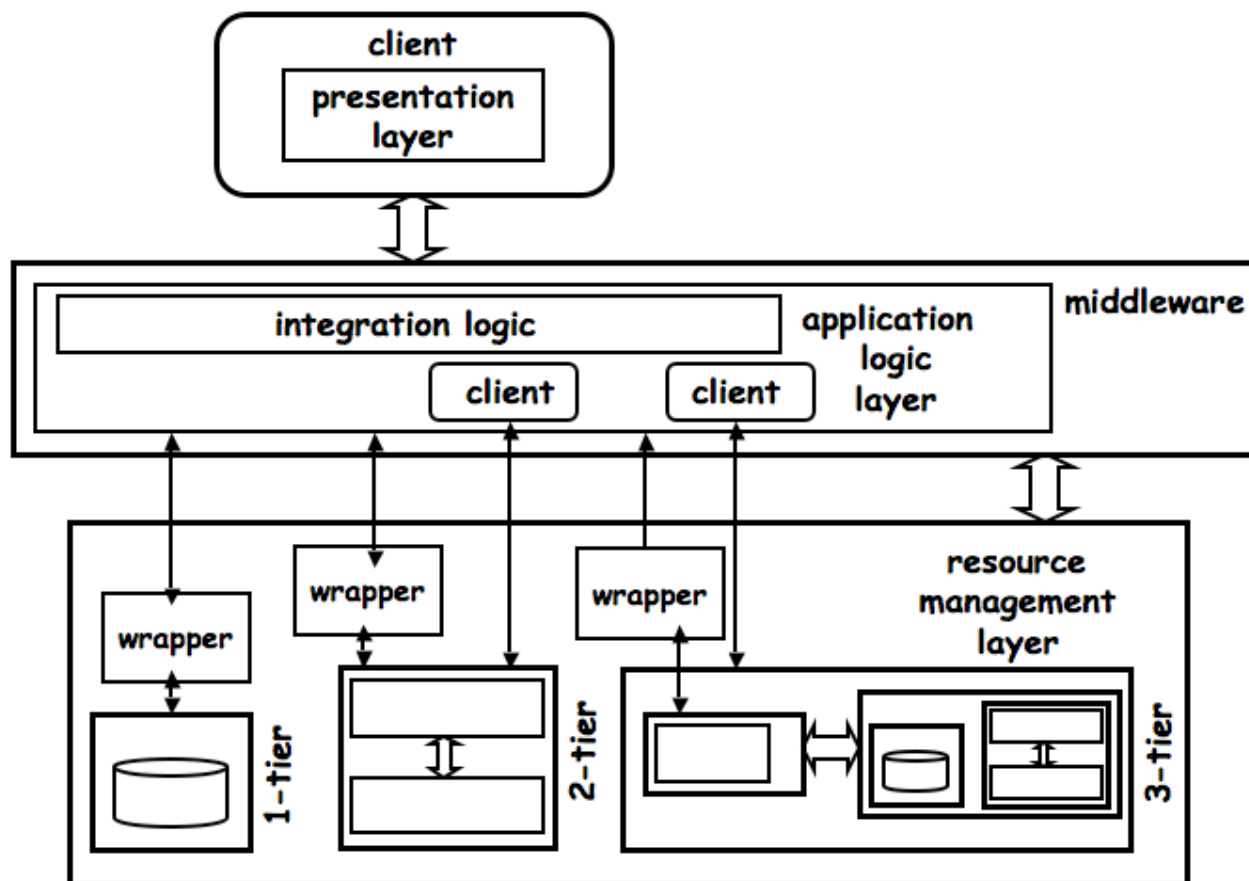 client
presentation
layer
integration logic
application
logic
layer
middleware
client
client
wrapper
wrapper
wrapper
resource
management
layer
1-tier
2-tier
3-tier